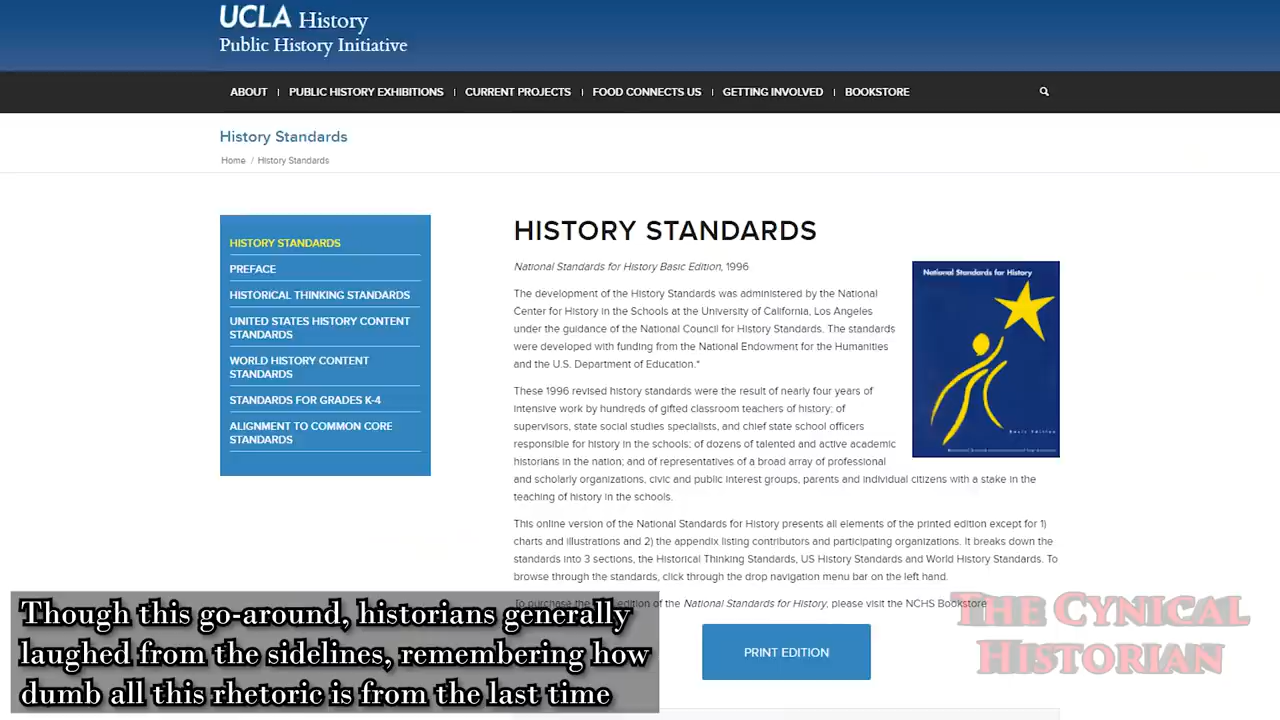 UCLA History
Public History Initiative
ABOUT
PUBLIC HISTORY EXHIBITIONS
CURRENT PROJECTS
FOOD CONNECTS US
GETTING INVOLVED
BOOKSTORE
History Standards
Home / History Standards
HISTORY STANDARDS
PREFACE
HISTORICAL THINKING STANDARDS
UNITED STATES HISTORY CONTENT
STANDARDS
WORLD HISTORY CONTENT
STANDARDS
STANDARDS FOR GRADES K-4
ALIGNMENT TO COMMON CORE
STANDARDS
HISTORY STANDARDS
National Standards for History Basic Edition, 1996
The development of the History Standards was administered by the National
Center for History in the Schools at the University of California, Los Angeles
under the guidance of the National Council for History Standards. The standards
were developed with funding from the National Endowment for the Humanities
and the U.S. Department of Education.*
These 1996 revised history standards were the result of nearly four years of
intensive work by hundreds of gifted classroom teachers of history; of
supervisors, state social studies specialists, and chief state school officers
responsible for history in the schools; of dozens of talented and active academic
historians in the nation; and of representatives of a broad array of professional
and scholarly organizations, civic and public interest groups, parents and individual citizens with a stake in the
teaching of history in the schools.
National Standards for History
Basic Edition
This online version of the National Standards for History presents all elements of the printed edition except for 1)
charts and illustrations and 2) the appendix listing contributors and participating organizations. It breaks down the
standards into 3 sections, the Historical Thinking Standards, US History Standards and World History Standards. To
browse through the standards, click through the drop navigation menu bar on the left hand.
To purchase the edition of the National Standards for History, please visit the NCHS Bookstore
PRINT EDITION
Though this go-around, historians generally
laughed from the sidelines, remembering how
dumb all this rhetoric is from the last time
THE CYNICAL
HISTORIAN